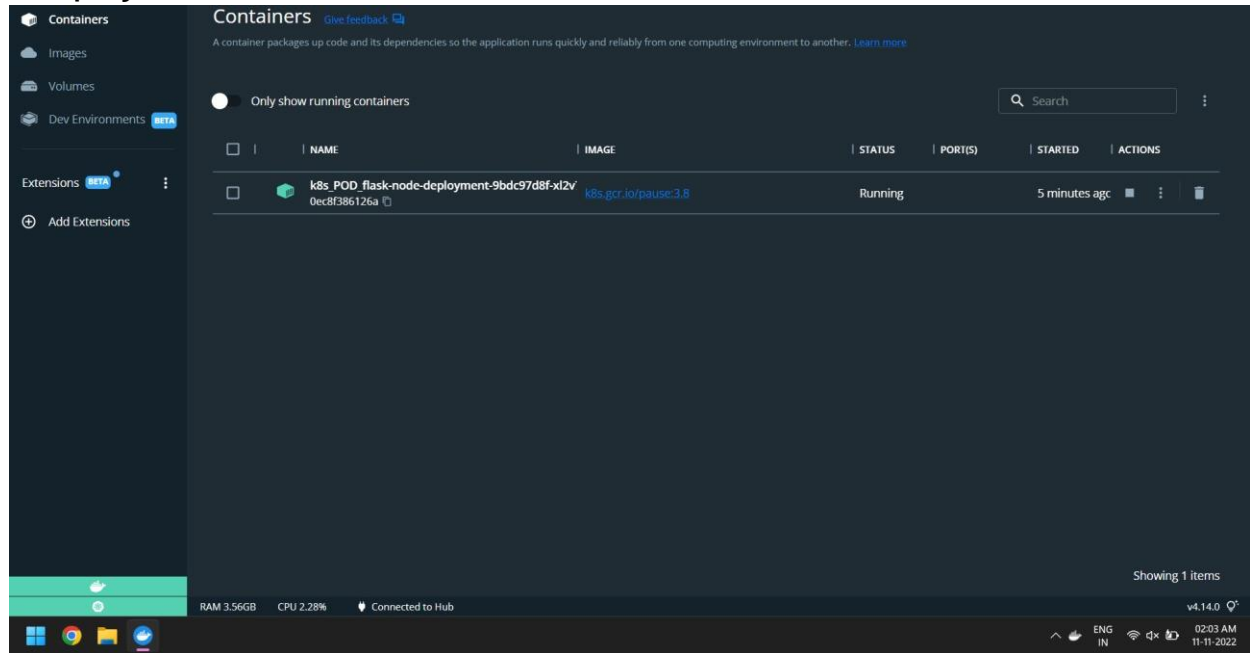 Containers
Images
Volumes
Dev Environments BETA
Extensions BETA
Add Extensions
Containers Give feedback
A container packages up code and its dependencies so the application runs quickly and reliably from one computing environment to another. Learn more
Only show running containers
Search
NAME IMAGE STATUS PORT(S) STARTED ACTIONS
k8s_POD_flask-node-deployment-9bdc97d8f-xl2v k8s.gcr.io/pause:3.8 Running 5 minutes agc
0ec8f386126a
Showing 1 items
RAM 3.56GB CPU 2.28% Connected to Hub v4.14.0
ENG 02:03 AM
IN 11-11-2022